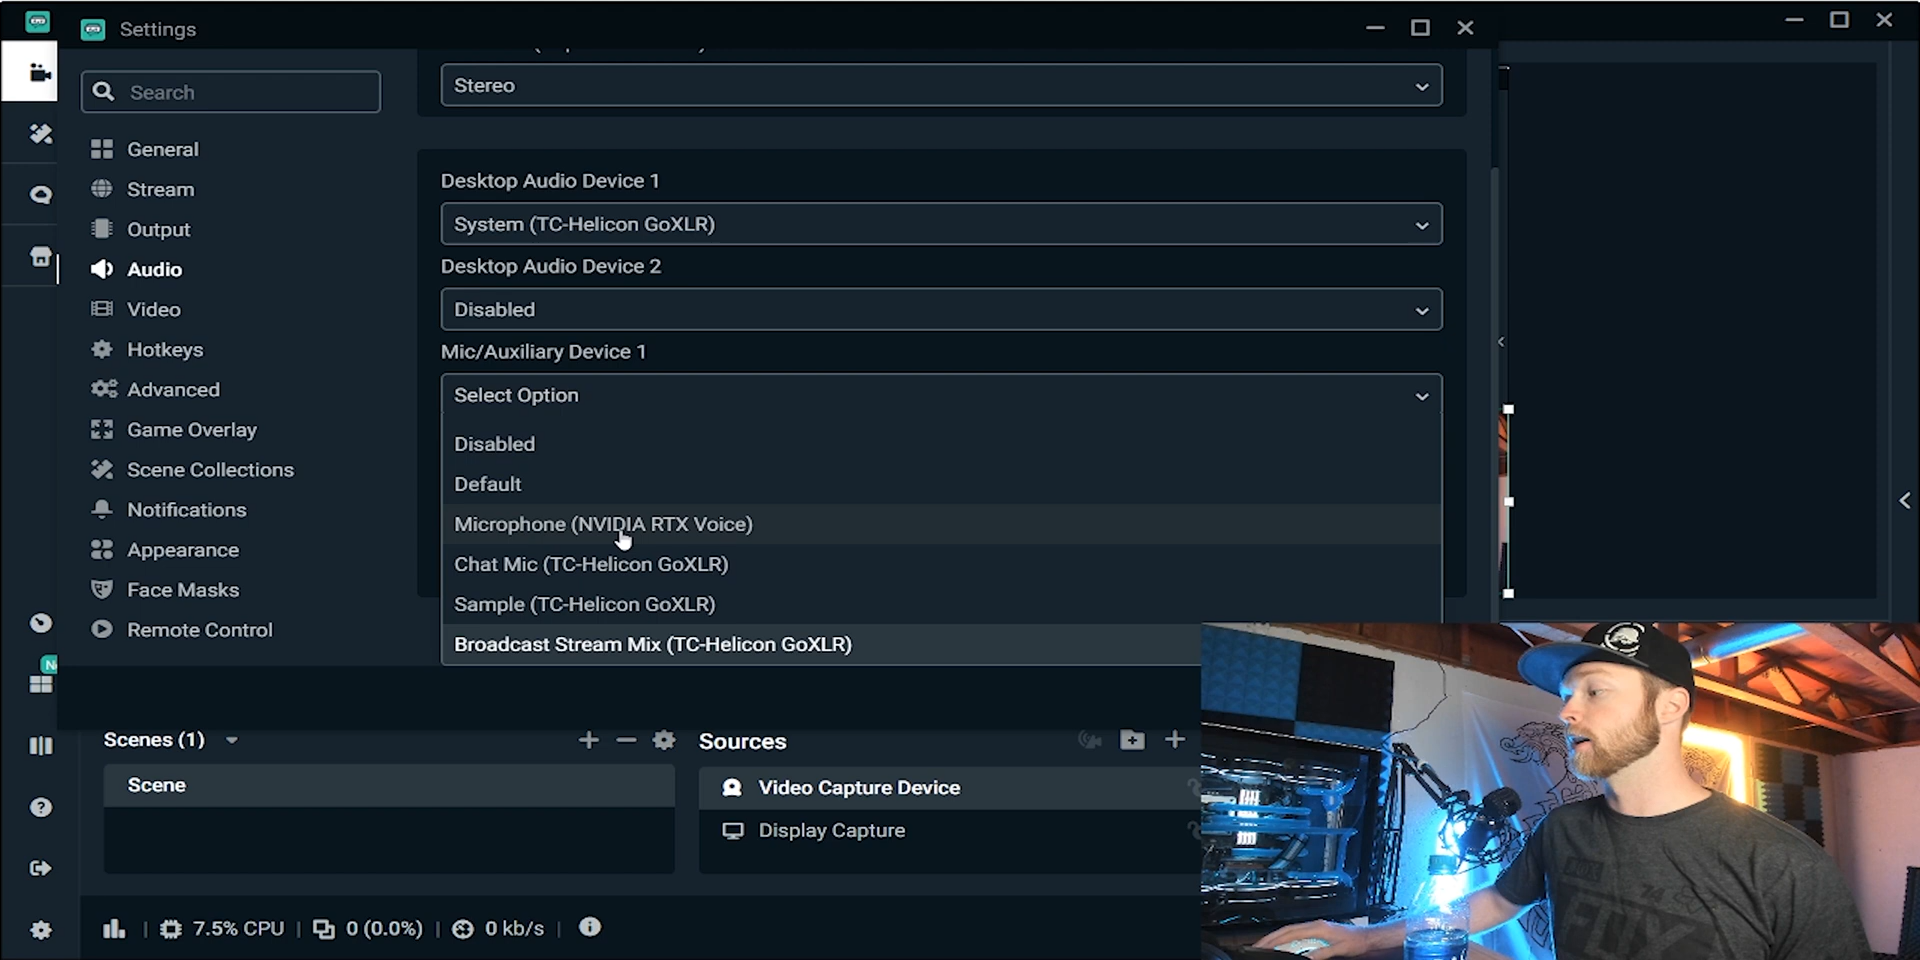 Settings
Search
General
Stream
Output
Audio
Video
Hotkeys
Advanced
Game Overlay
Scene Collections
Notifications
Appearance
Face Masks
Remote Control
Stereo
Desktop Audio Device 1
System (TC-Helicon GoXLR)
Desktop Audio Device 2
Disabled
Mic/Auxiliary Device 1
Select Option
Disabled
Default
Microphone (NVIDIA RTX Voice)
Chat Mic (TC-Helicon GoXLR)
Sample (TC-Helicon GoXLR)
Broadcast Stream Mix (TC-Helicon GoXLR)
Scenes (1)
Scene
Sources
Video Capture Device
Display Capture
7.5% CPU
0 (0.0%)
0 kb/s
FOX